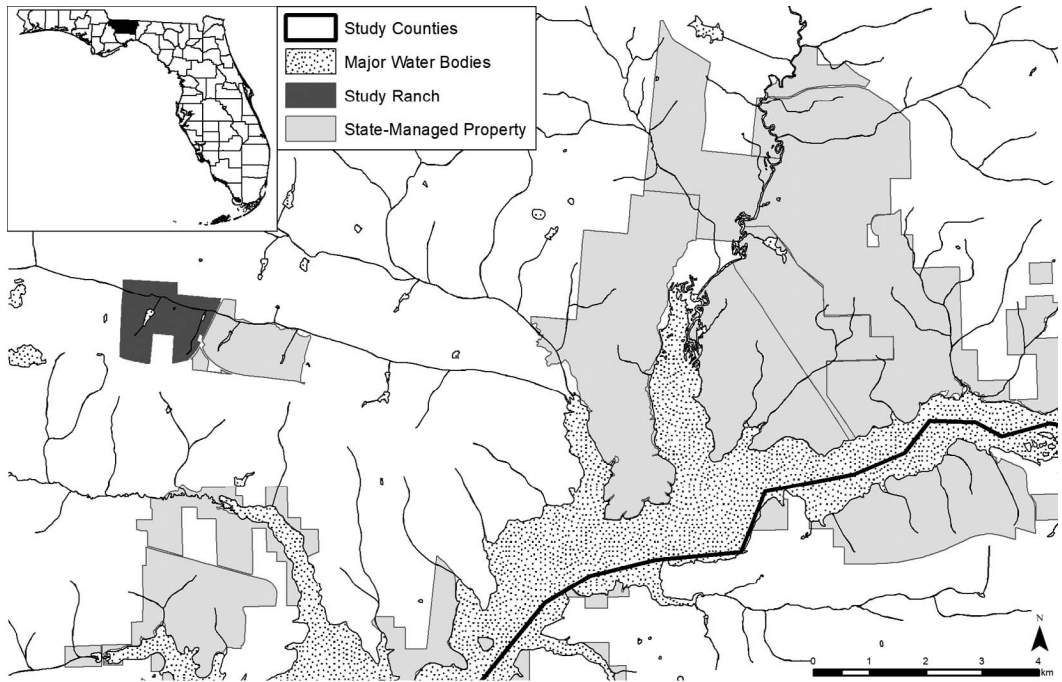 Study Counties
Major Water Bodies
Study Ranch
State-Managed Property
N
0 1 2 3 4
km